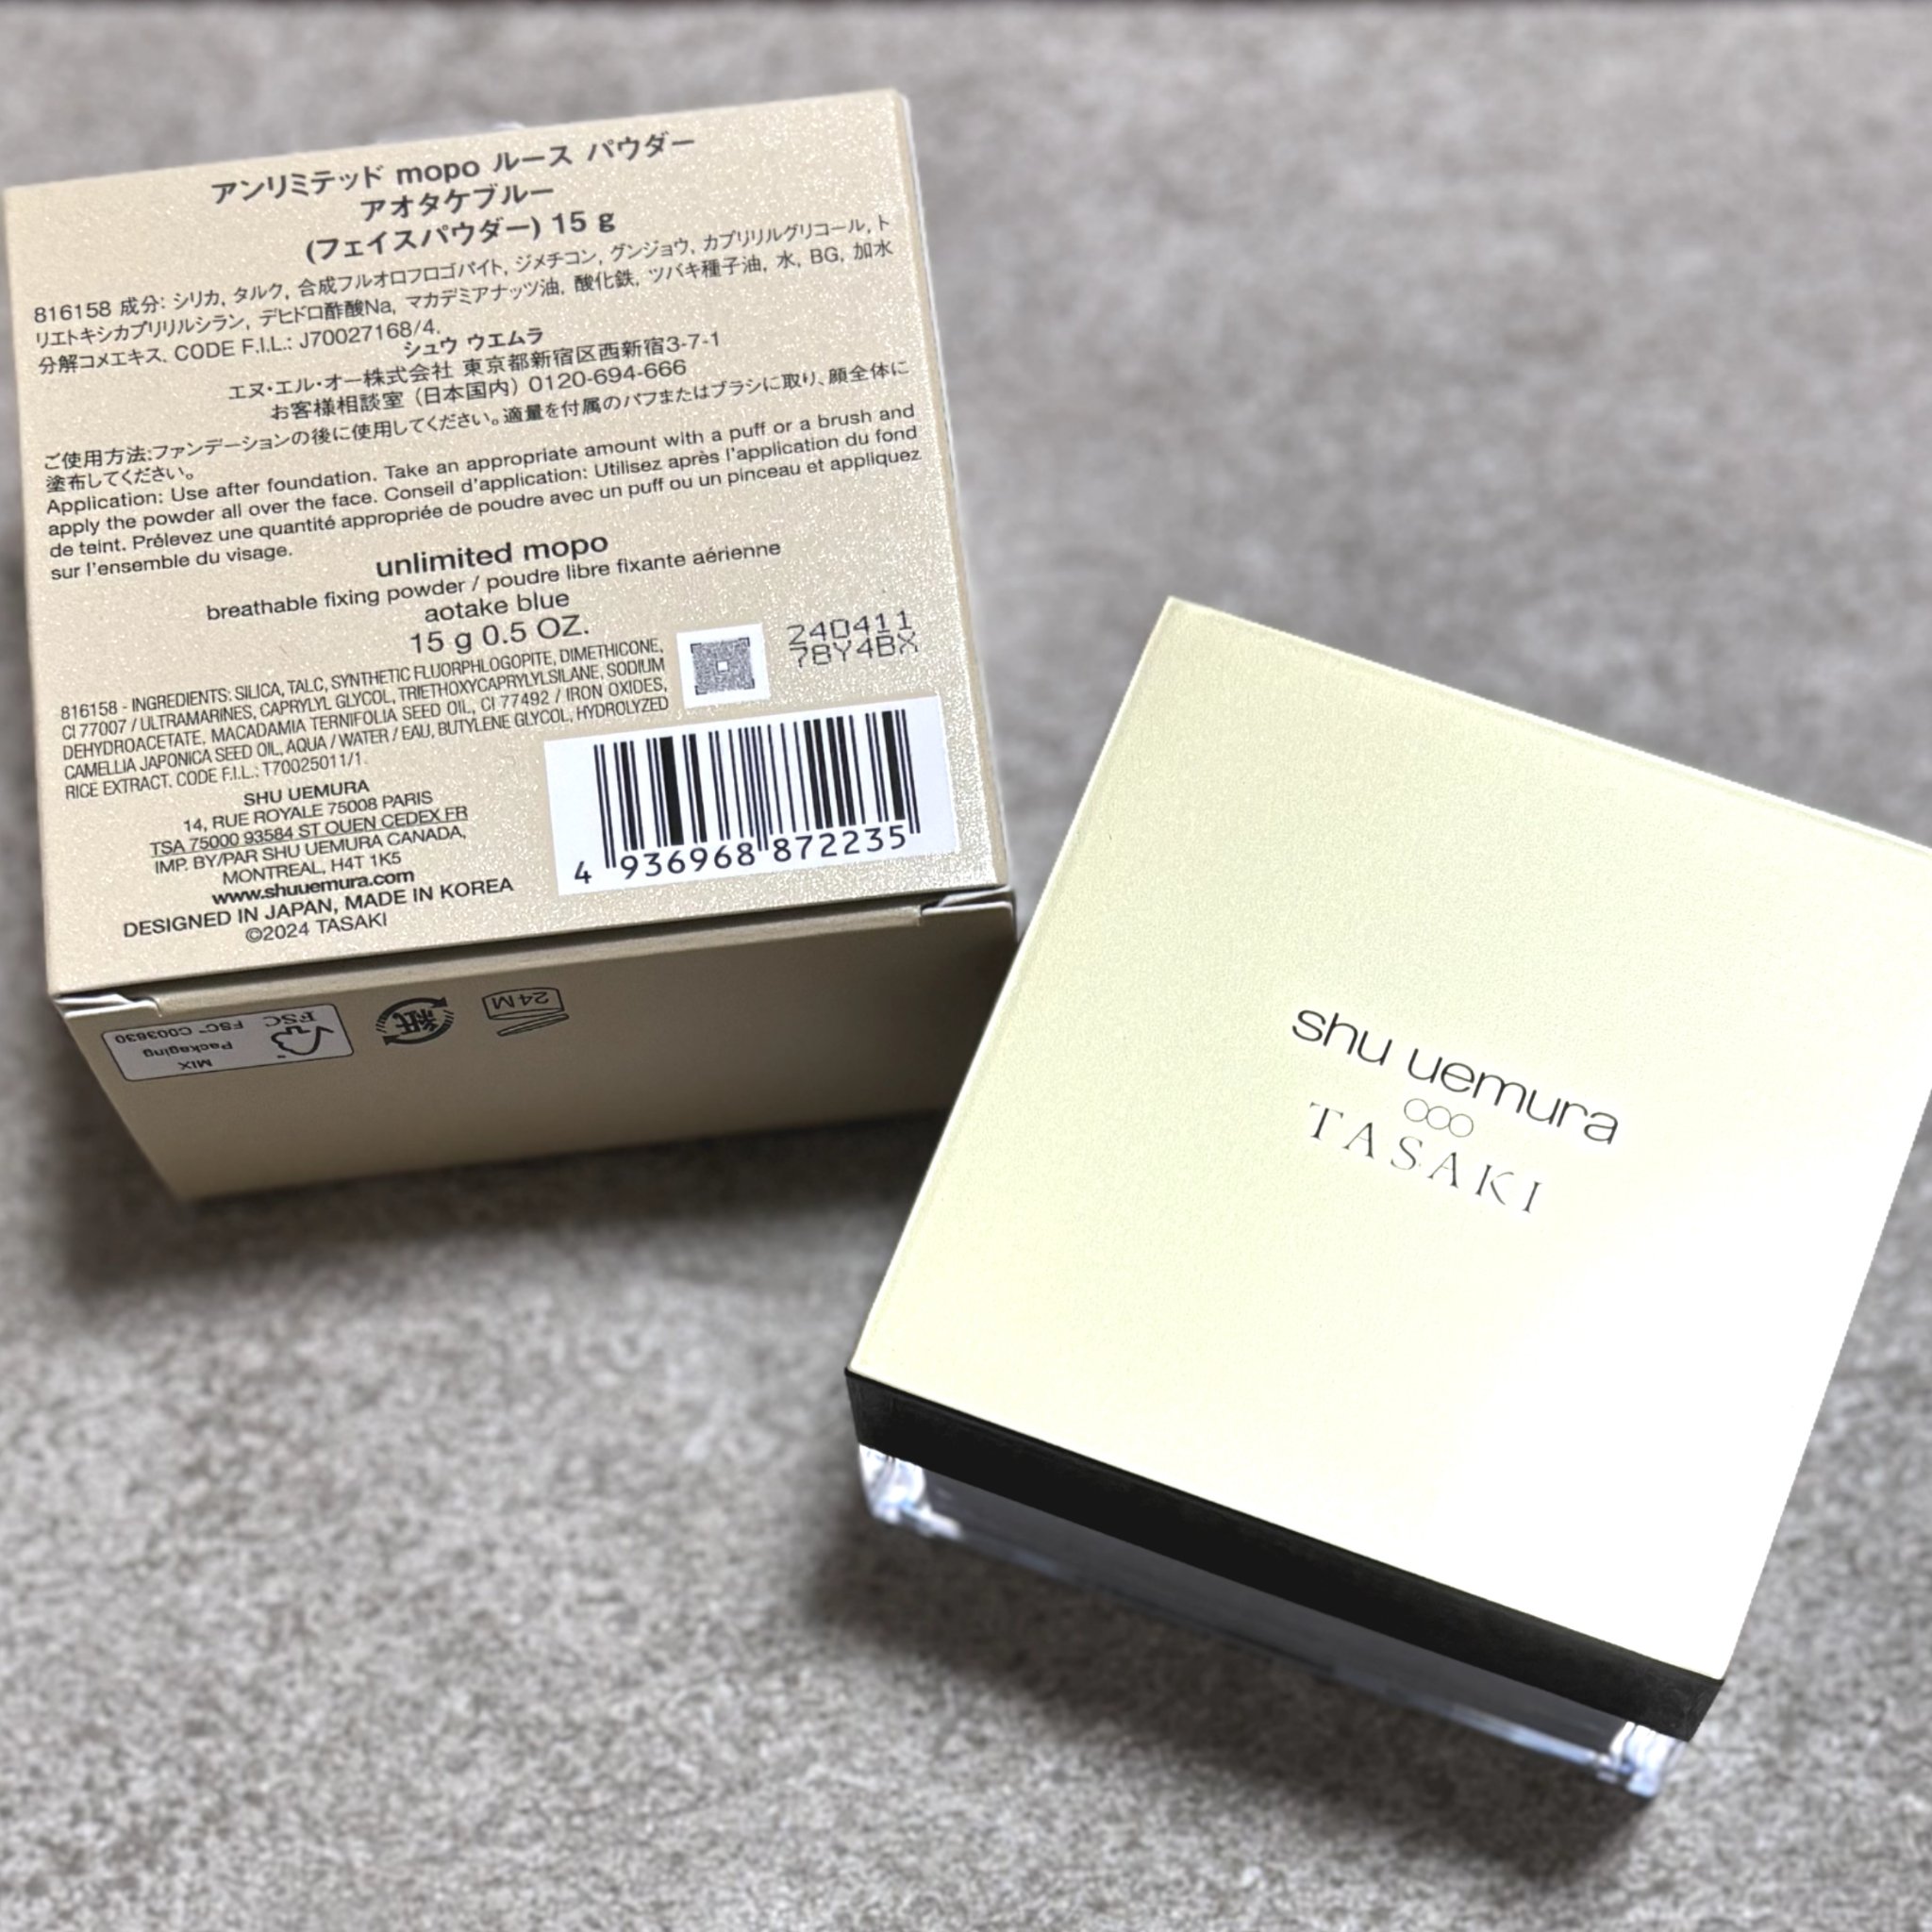 アンリミテッド mopo ルース パウダー
アオタケブルー
(フェイスパウダー) 15 g
816158 成分: シリカ, タルク, 合成フルオロフロゴパイト, ジメチコン, グンジョウ, カプリリルグリコール, ト
リエトキシカプリリルシラン, デヒドロ酢酸Na, マカデミアナッツ油, 酸化鉄, ツバキ種子油, 水, BG, 加水
分解コメエキス. CODE F.I.L.: J70027168/4.
シュウ ウエムラ
エヌ・エル・オー株式会社 東京都新宿区西新宿3-7-1
お客様相談室 (日本国内) 0120-694-666
ご使用方法:ファンデーションの後に使用してください。適量を付属のパフまたはブラシに取り、顔全体に
塗布してください。
Application: Use after foundation. Take an appropriate amount with a puff or a brush and
apply the powder all over the face. Conseil d'application: Utilisez après l'application du fond
de teint. Prélevez une quantité appropriée de poudre avec un puff ou un pinceau et appliquez
sur l'ensemble du visage.
unlimited mopo
breathable fixing powder / poudre libre fixante aérienne
aotake blue
15 g 0.5 OZ.
240411
78Y4BX
816158 - INGREDIENTS: SILICA, TALC, SYNTHETIC FLUORPHLOGOPITE, DIMETHICONE,
CI 77007 / ULTRAMARINES, CAPRYLYL GLYCOL, TRIETHOXYCAPRYLYLSILANE, SODIUM
DEHYDROACETATE, MACADAMIA TERNIFOLIA SEED OIL, CI 77492 / IRON OXIDES,
CAMELLIA JAPONICA SEED OIL, AQUA / WATER / EAU, BUTYLENE GLYCOL, HYDROLYZED
RICE EXTRACT. CODE F.I.L.: T70025011/1.
SHU UEMURA
14, RUE ROYALE 75008 PARIS
TSA 75000 93584 ST OUEN CEDEX FR
IMP. BY/PAR SHU UEMURA CANADA,
MONTREAL, H4T 1K5
www.shuuemura.com
DESIGNED IN JAPAN, MADE IN KOREA
©2024 TASAKI
4 936968 872235
24M
紙
FSC
MIX
Packaging
FSC™ C003630
shu uemura
TASAKI